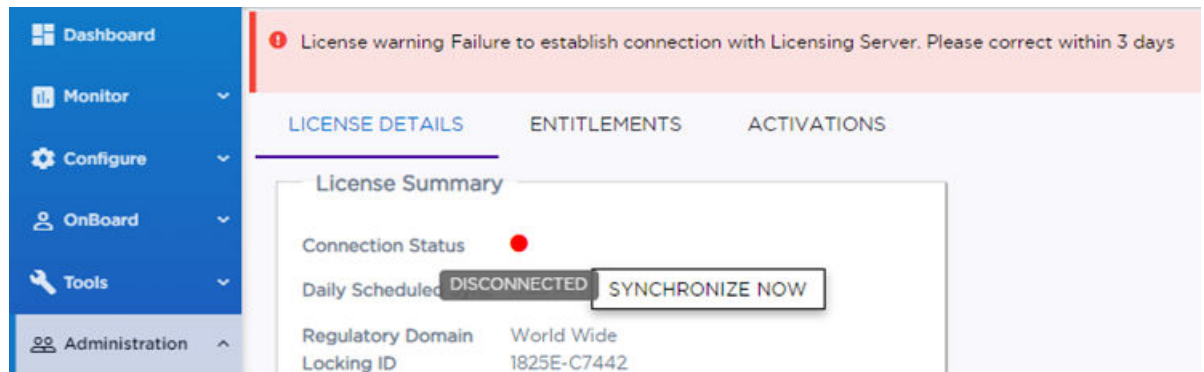 Dashboard
License warning Failure to establish connection with Licensing Server. Please correct within 3 days
Monitor
LICENSE DETAILS ENTITLEMENTS ACTIVATIONS
Configure
License Summary
OnBoard
Connection Status
Tools
Daily Scheduled DISCONNECTED SYNCHRONIZE NOW
Administration
Regulatory Domain World Wide
Locking ID 1825E-C7442